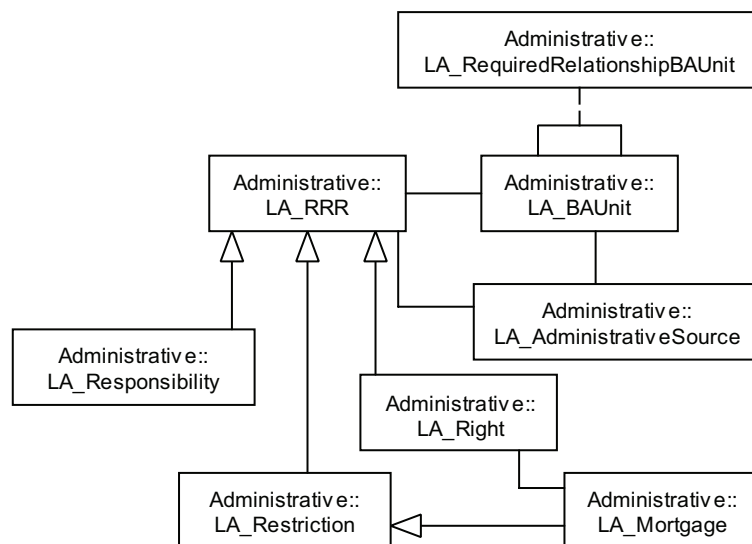 Administrative::
LA_RequiredRelationshipBAUnit
Administrative::
LA_RRR
Administrative::
LA_BAUnit
Administrative::
LA_AdministrativeSource
Administrative::
LA_Responsibility
Administrative::
LA_Right
Administrative::
LA_Restriction
Administrative::
LA_Mortgage